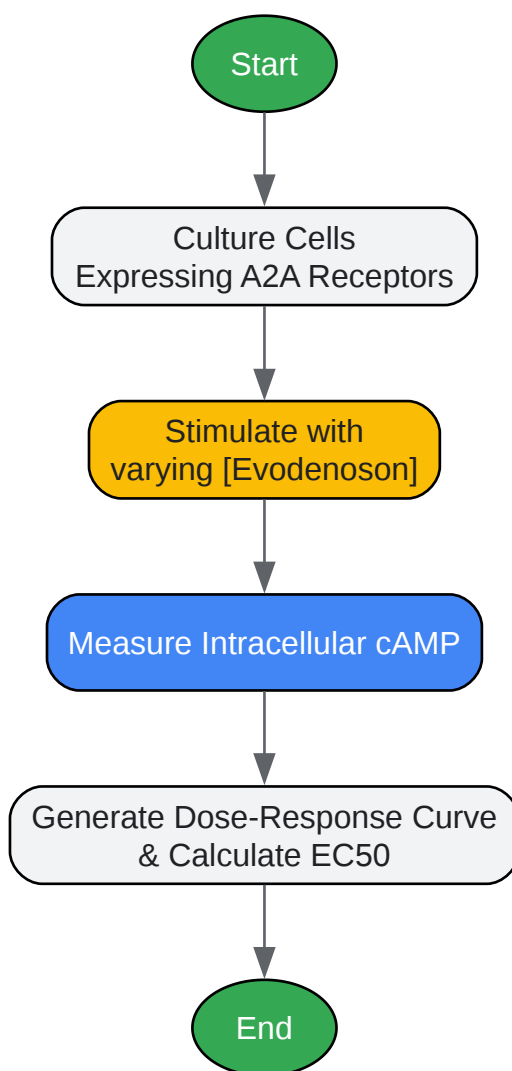 Start
Culture Cells
Expressing A2A Receptors
Stimulate with
varying [Evodenoson]
Measure Intracellular cAMP
Generate Dose-Response Curve
& Calculate EC50
End